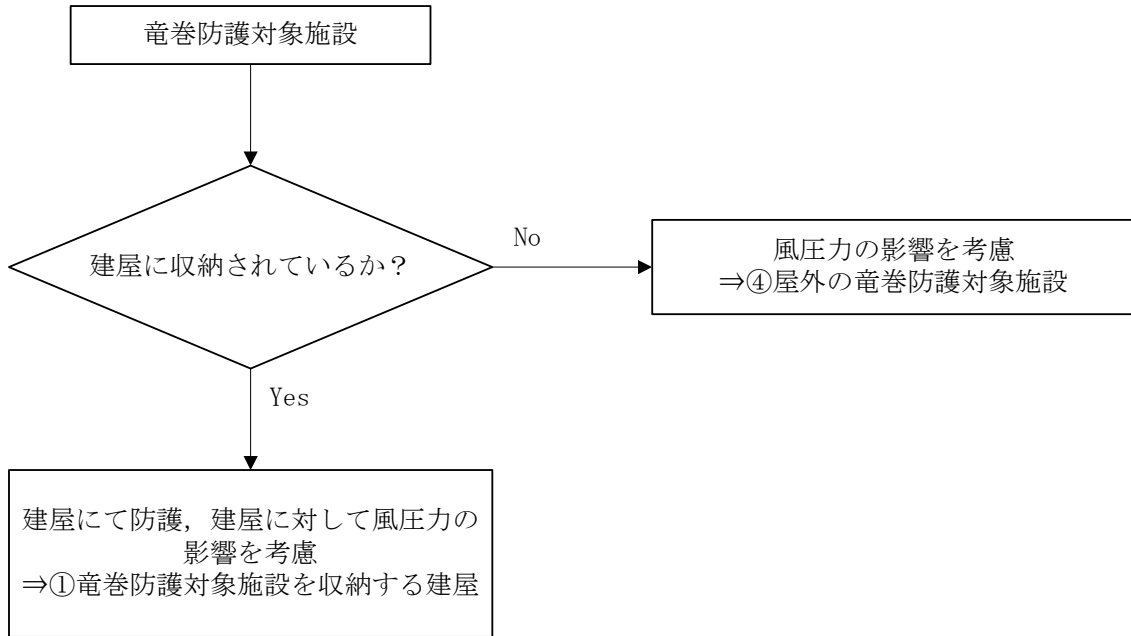 竜巻防護対象施設
建屋に収納されているか？
No
風圧力の影響を考慮
⇒④屋外の竜巻防護対象施設
Yes
建屋にて防護，建屋に対して風圧力の
影響を考慮
⇒①竜巻防護対象施設を収納する建屋